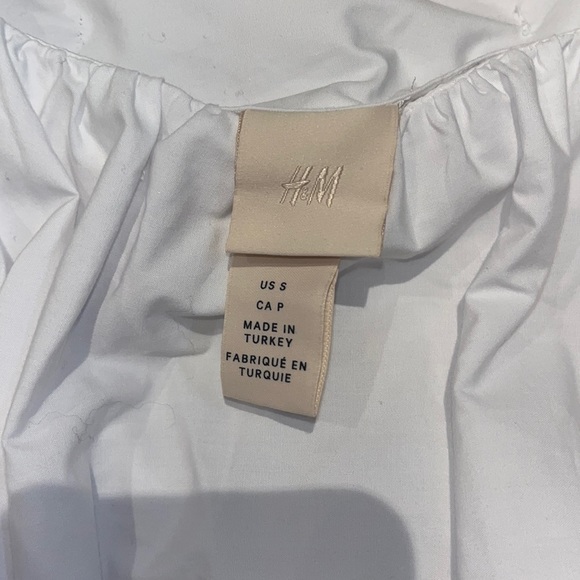 H&M
US S
CA P
MADE IN
TURKEY
FABRIQUÉ EN
TURQUIE